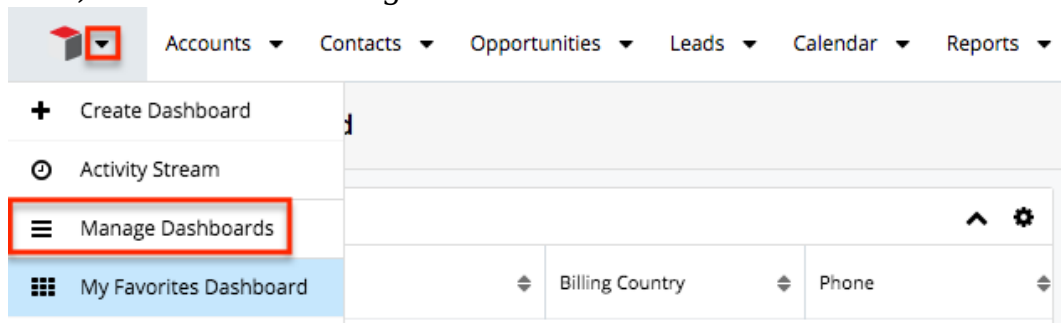 Accounts Contacts Opportunities Leads Calendar Reports
Create Dashboard
d
Activity Stream
Manage Dashboards
My Favorites Dashboard
Billing Country Phone